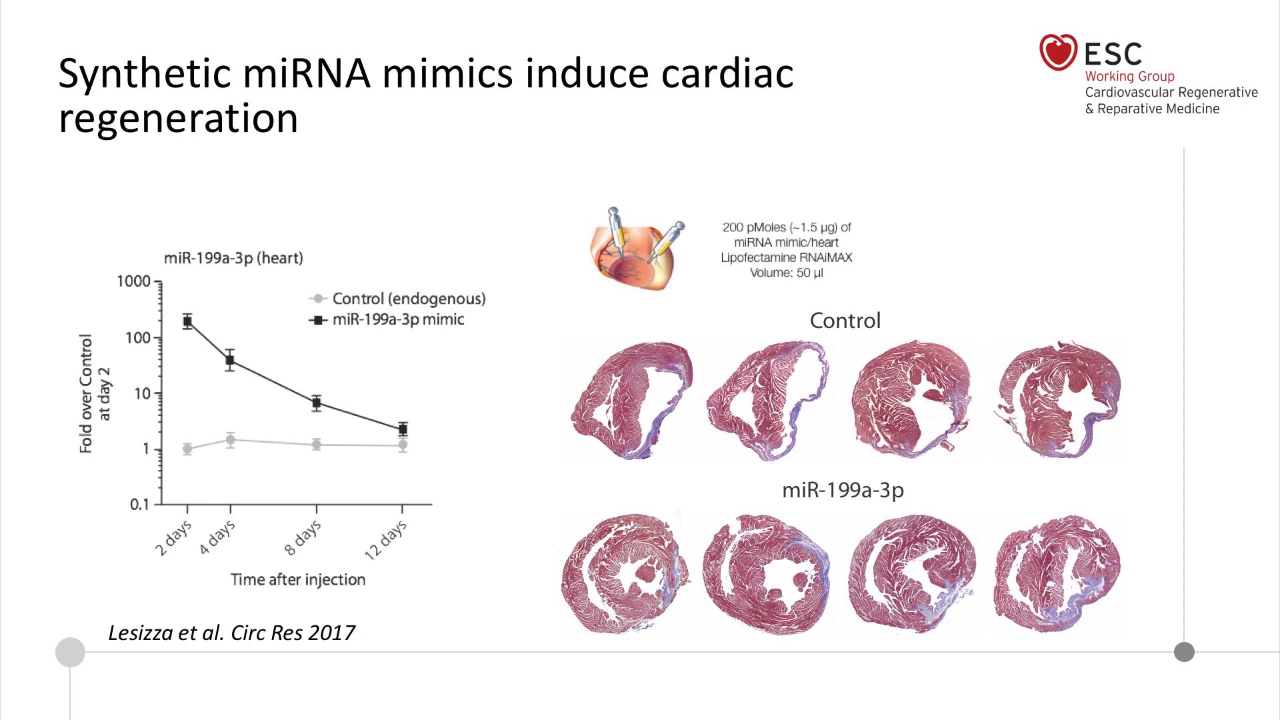 Synthetic miRNA mimics induce cardiac
regeneration
ESC
Working Group
Cardiovascular Regenerative
& Reparative Medicine
miR-199a-3p (heart)
1000
100
10
1
0.1
Fold over Control
at day 2
Control (endogenous)
miR-199a-3p mimic
2 days
4 days
8 days
12 days
Time after injection
Lesizza et al. Circ Res 2017
200 pMoles (~1.5 µg) of
miRNA mimic/heart
Lipofectamine RNAiMAX
Volume: 50 µl
Control
miR-199a-3p